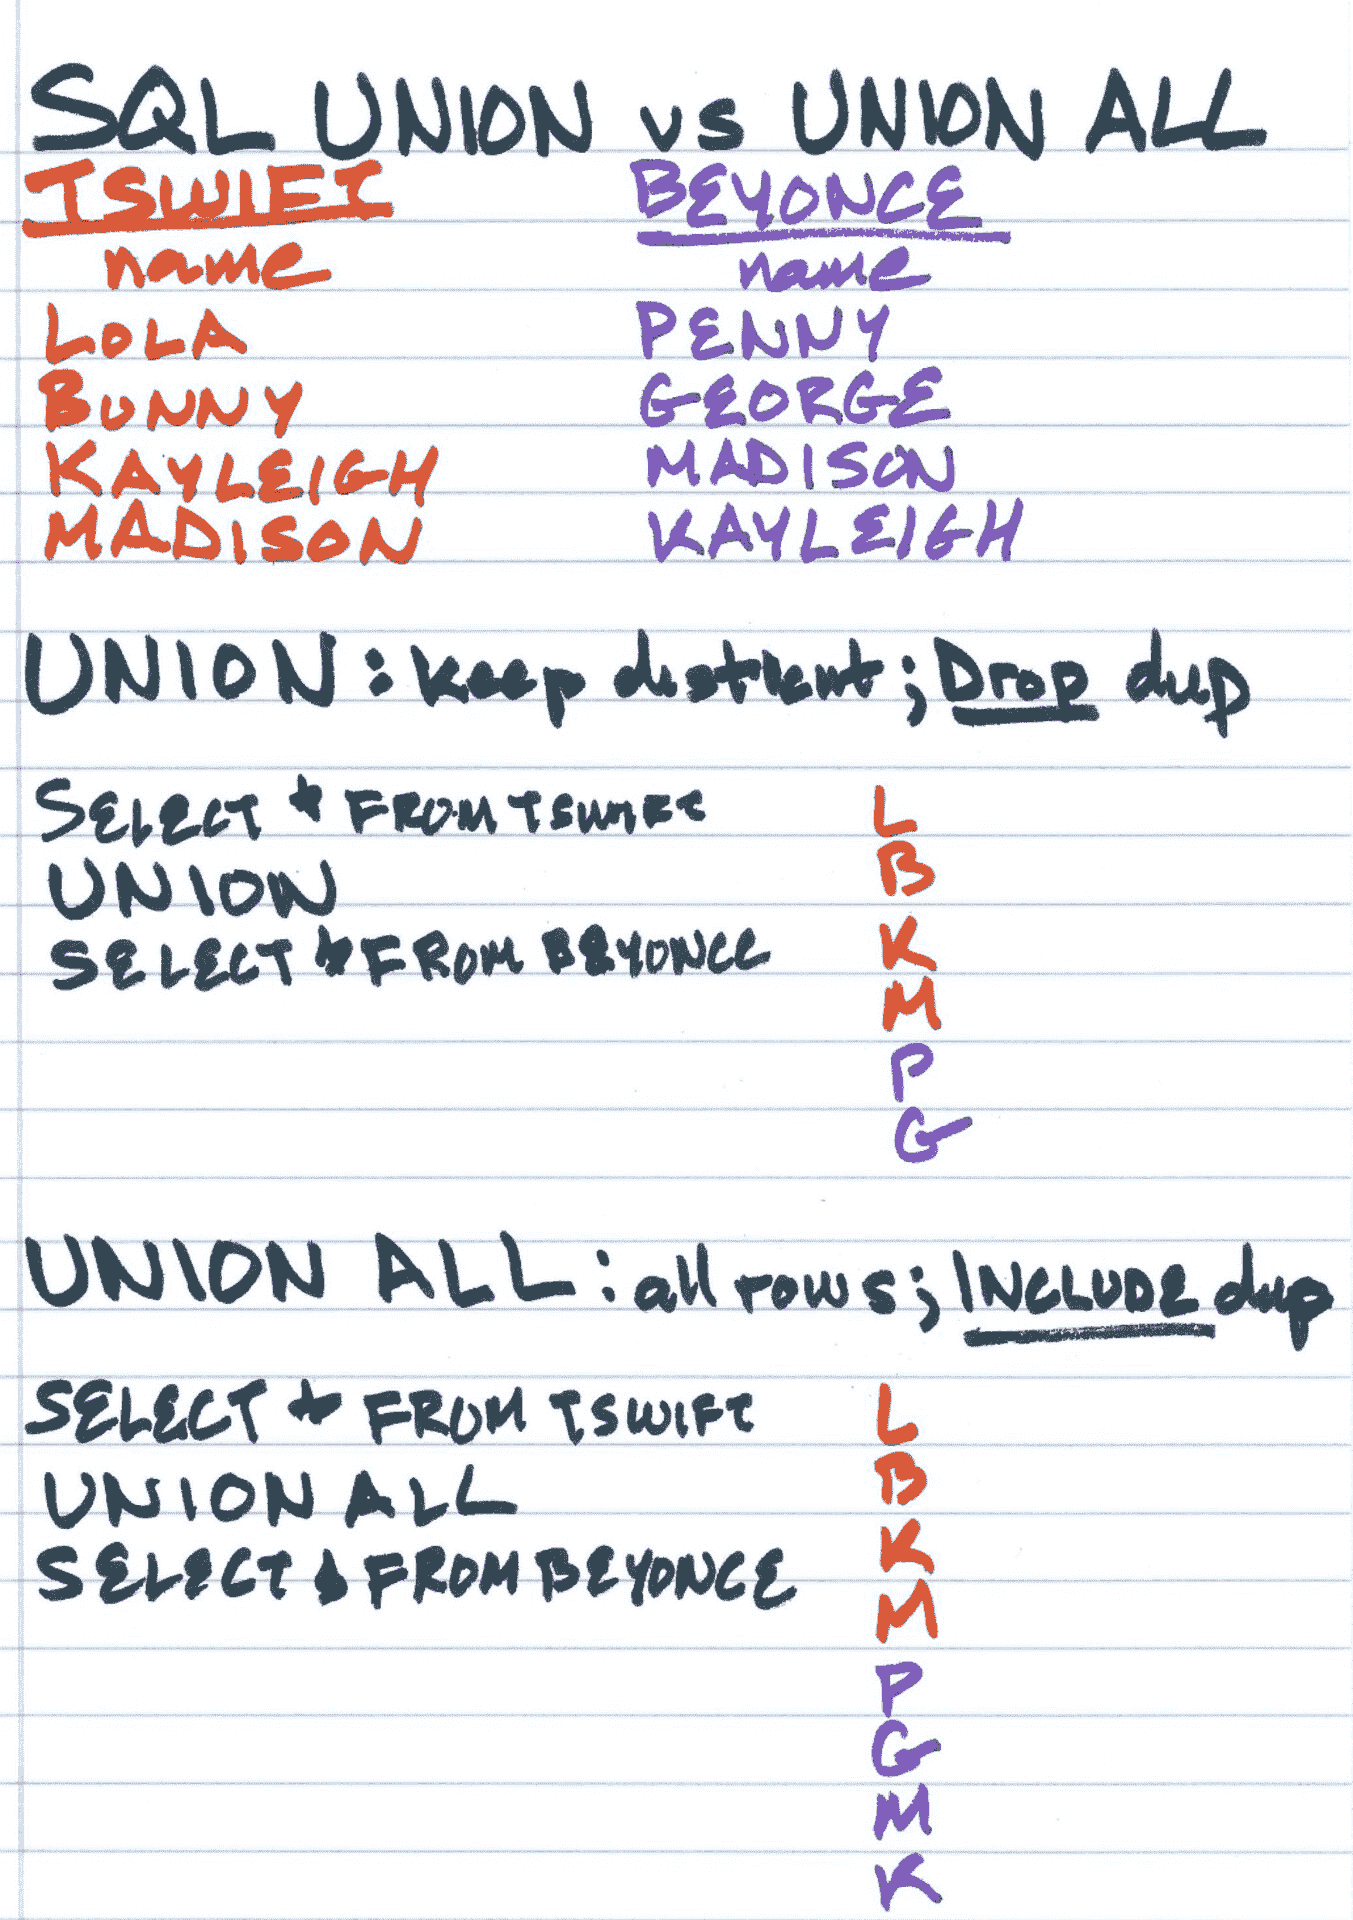 SQL UNION vs UNION ALL
TSWIFT BEYONCE
name name
LOLA PENNY
BUNNY GEORGE
KAYLEIGH MADISON
MADISON KAYLEIGH
UNION: keep distient; Drop dup
SELECT * FROM TSWIFT L
UNION B
SELECT * FROM BEYONCE K
M
P
G
UNION ALL: all rows; INCLUDE dup
SELECT * FROM TSWIFT L
UNION ALL B
SELECT * FROM BEYONCE K
M
P
G
M
K